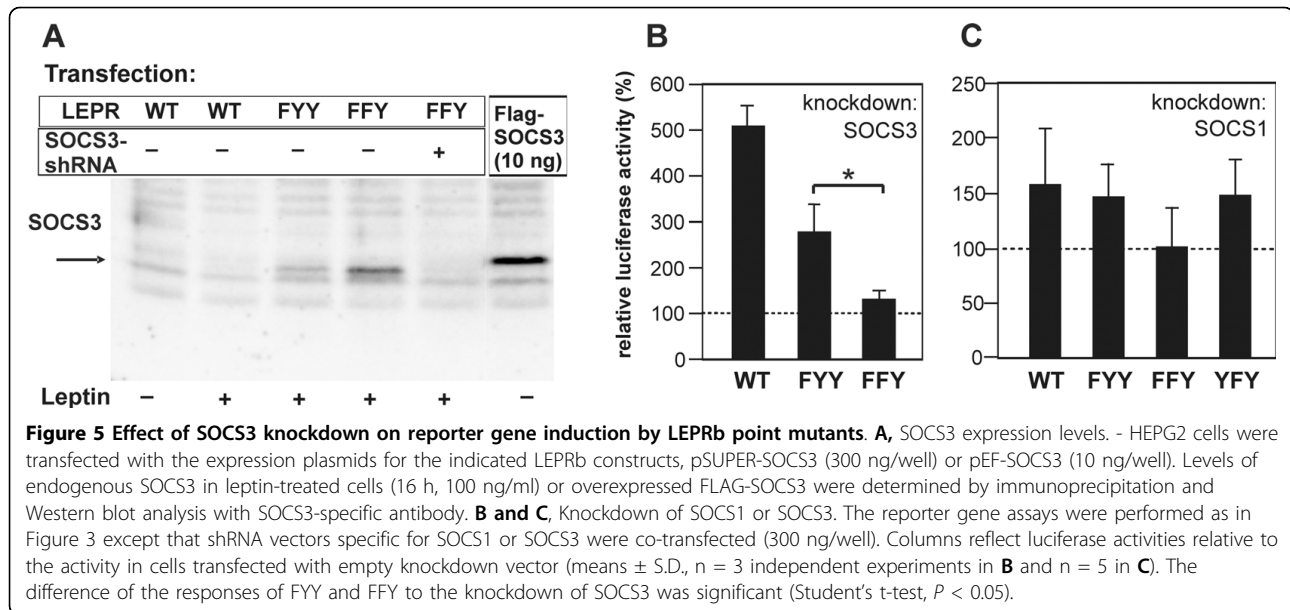 A
Transfection:
LEPR WT WT FYY FFY FFY Flag-SOCS3 (10 ng)
SOCS3-shRNA – – – – +
SOCS3
Leptin – + + + + –
B
relative luciferase activity (%)
600
500
400
300
200
100
0
knockdown:
SOCS3
*
WT FYY FFY
C
250
200
150
100
50
0
knockdown:
SOCS1
WT FYY FFY YFY
Figure 5 Effect of SOCS3 knockdown on reporter gene induction by LEPRb point mutants. A, SOCS3 expression levels. - HEPG2 cells were
transfected with the expression plasmids for the indicated LEPRb constructs, pSUPER-SOCS3 (300 ng/well) or pEF-SOCS3 (10 ng/well). Levels of
endogenous SOCS3 in leptin-treated cells (16 h, 100 ng/ml) or overexpressed FLAG-SOCS3 were determined by immunoprecipitation and
Western blot analysis with SOCS3-specific antibody. B and C, Knockdown of SOCS1 or SOCS3. The reporter gene assays were performed as in
Figure 3 except that shRNA vectors specific for SOCS1 or SOCS3 were co-transfected (300 ng/well). Columns reflect luciferase activities relative to
the activity in cells transfected with empty knockdown vector (means ± S.D., n = 3 independent experiments in B and n = 5 in C). The
difference of the responses of FYY and FFY to the knockdown of SOCS3 was significant (Student's t-test, P < 0.05).